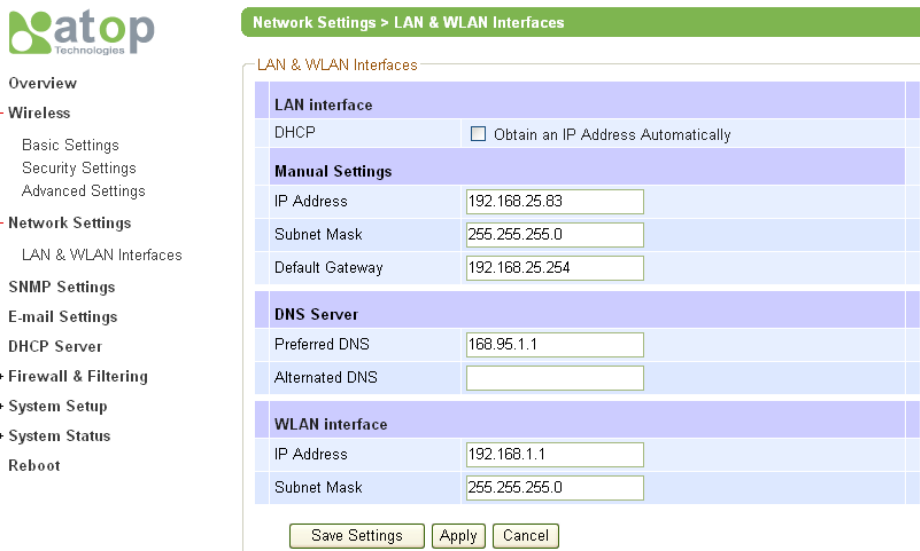 atop
Technologies
Overview
Wireless
Basic Settings
Security Settings
Advanced Settings
Network Settings
LAN & WLAN Interfaces
SNMP Settings
E-mail Settings
DHCP Server
Firewall & Filtering
System Setup
System Status
Reboot
Network Settings > LAN & WLAN Interfaces
LAN & WLAN Interfaces
LAN interface
DHCP Obtain an IP Address Automatically
Manual Settings
IP Address 192.168.25.83
Subnet Mask 255.255.255.0
Default Gateway 192.168.25.254
DNS Server
Preferred DNS 168.95.1.1
Alternated DNS
WLAN interface
IP Address 192.168.1.1
Subnet Mask 255.255.255.0
Save Settings Apply Cancel